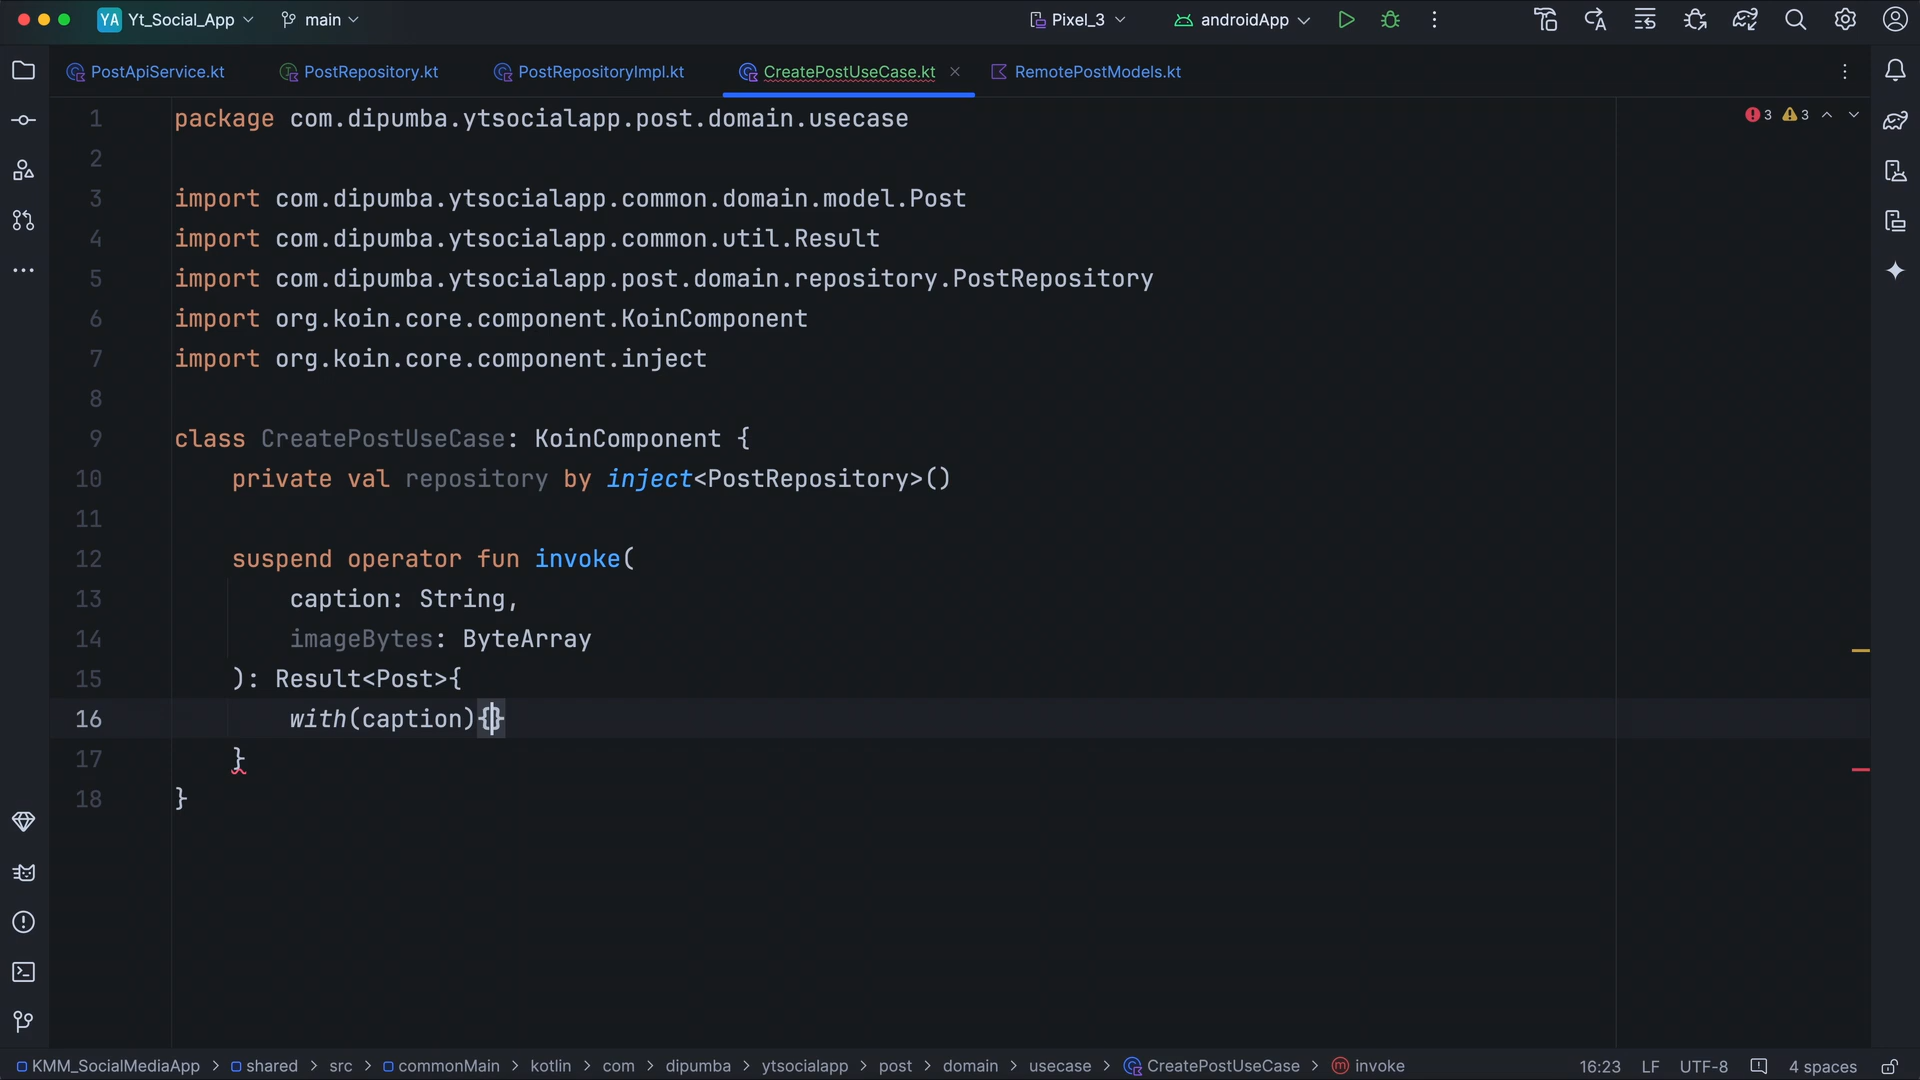 YA Yt_Social_App main Pixel_3 androidApp
PostApiService.kt PostRepository.kt PostRepositoryImpl.kt CreatePostUseCase.kt RemotePostModels.kt
1 package com.dipumba.ytsocialapp.post.domain.usecase 3 3
2
3 import com.dipumba.ytsocialapp.common.domain.model.Post
4 import com.dipumba.ytsocialapp.common.util.Result
5 import com.dipumba.ytsocialapp.post.domain.repository.PostRepository
6 import org.koin.core.component.KoinComponent
7 import org.koin.core.component.inject
8
9 class CreatePostUseCase: KoinComponent {
10 private val repository by inject<PostRepository>()
11
12 suspend operator fun invoke(
13 caption: String,
14 imageBytes: ByteArray
15 ): Result<Post>{
16 with(caption){}
17 }
18 }
KMM_SocialMediaApp > shared > src > commonMain > kotlin > com > dipumba > ytsocialapp > post > domain > usecase > CreatePostUseCase > invoke 16:23 LF UTF-8 4 spaces